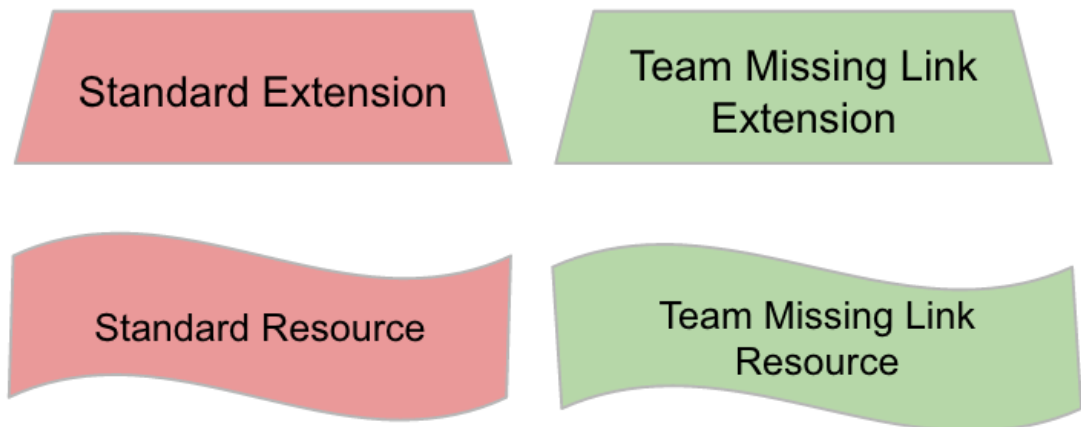 Standard Extension
Team Missing Link
Extension
Standard Resource
Team Missing Link
Resource